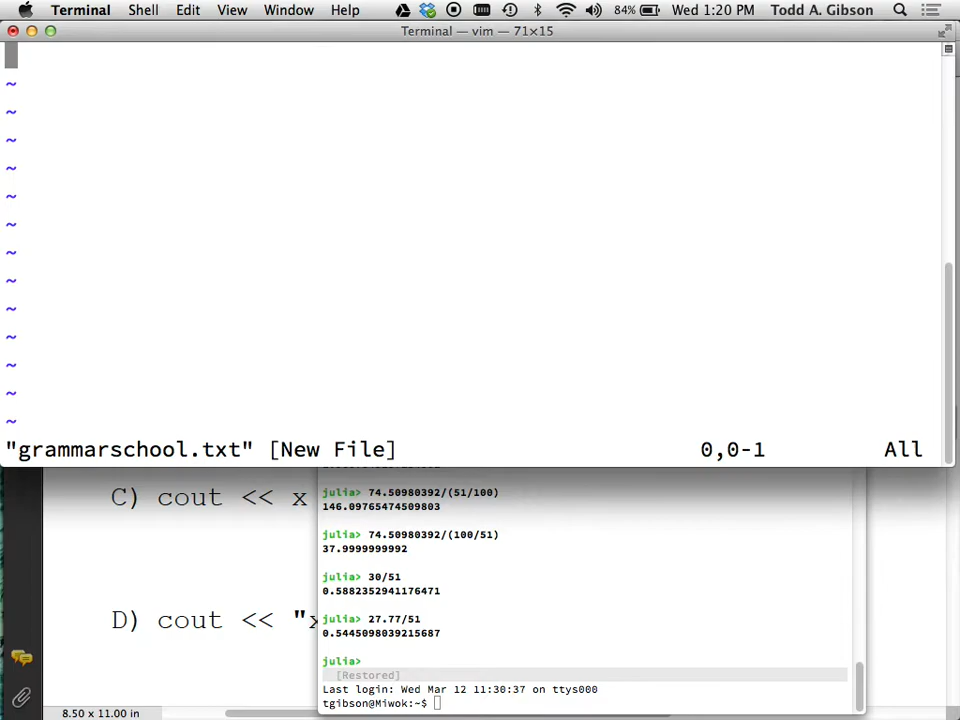 Terminal Shell Edit View Window Help 84% Wed 1:20 PM Todd A. Gibson
Terminal — vim — 71×15
~
~
~
~
~
~
~
~
~
~
~
~
~
"grammarschool.txt" [New File] 0,0-1 All
julia> 74.50980392/(51/100)
146.09765474509803
julia> 74.50980392/(100/51)
37.9999999992
julia> 30/51
0.5882352941176471
julia> 27.77/51
0.5445098039215687
julia>
[Restored]
Last login: Wed Mar 12 11:30:37 on ttys000
tgibson@Miwok:~$
C) cout << x
D) cout << "x
8.50 x 11.00 in